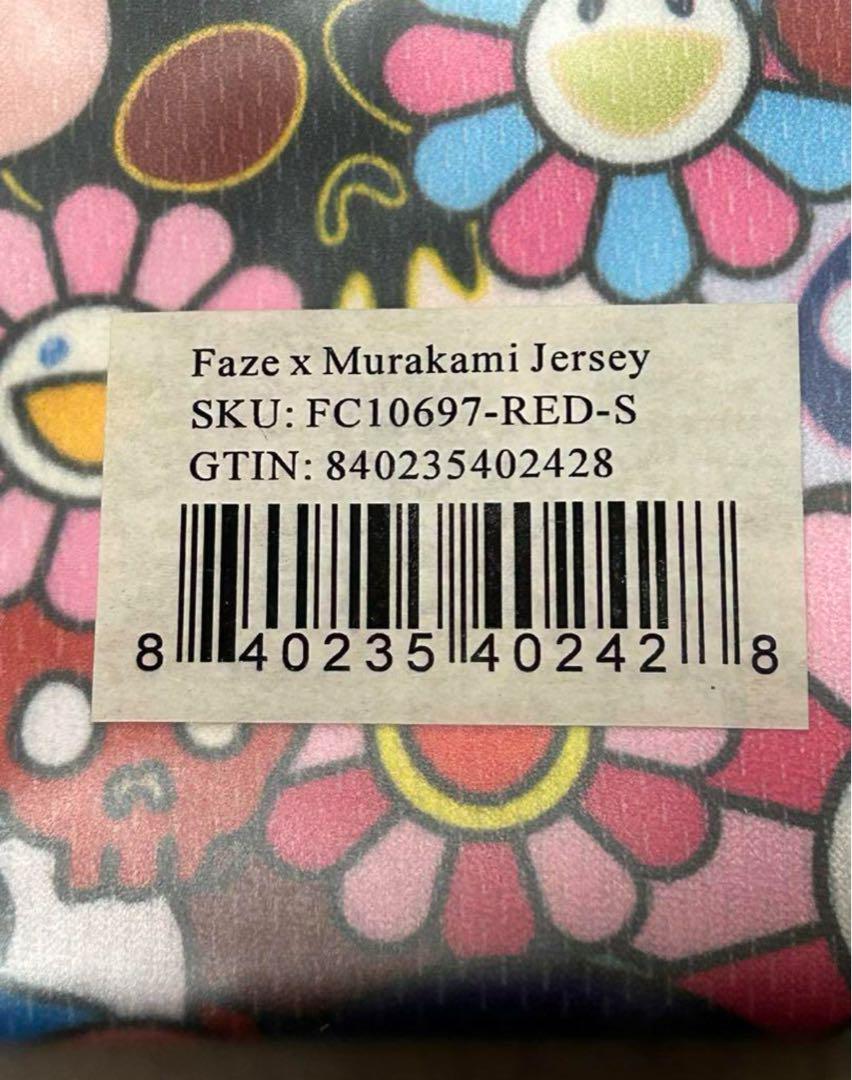 Faze x Murakami Jersey
SKU: FC10697-RED-S
GTIN: 840235402428
8 40235 40242 8